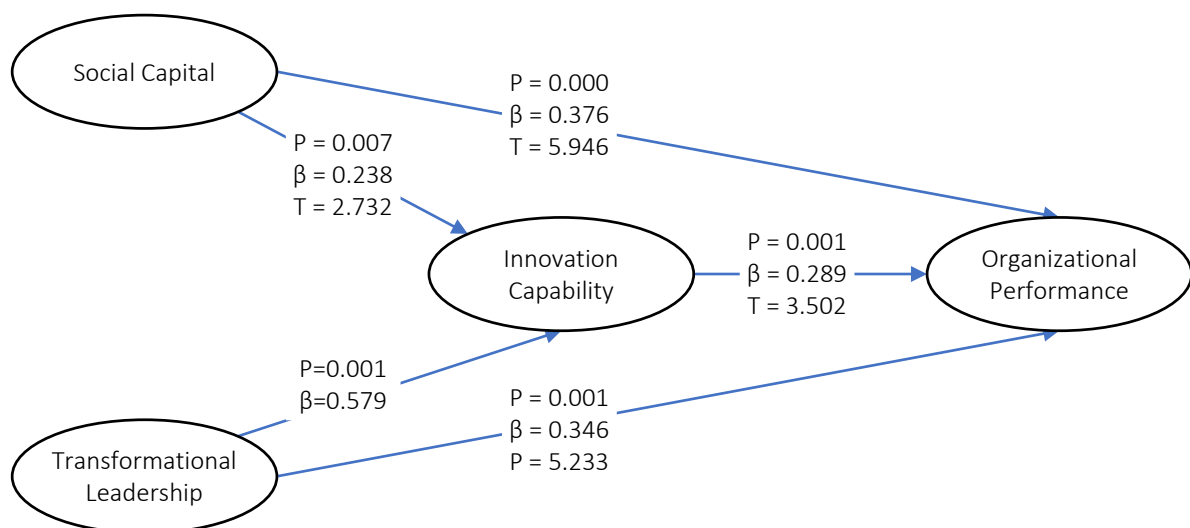 Social Capital
P = 0.000
β = 0.376
T = 5.946
P = 0.007
β = 0.238
T = 2.732
Innovation
Capability
P = 0.001
β = 0.289
T = 3.502
Organizational
Performance
P=0.001
β=0.579
P = 0.001
β = 0.346
P = 5.233
Transformational
Leadership